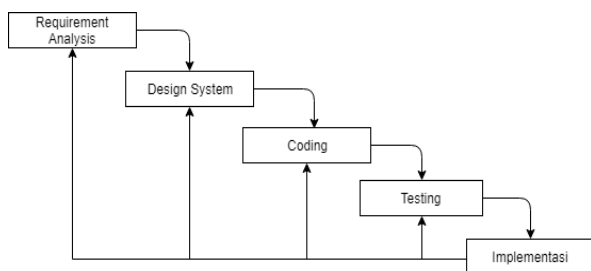 Requirement
Analysis
Design System
Coding
Testing
Implementasi